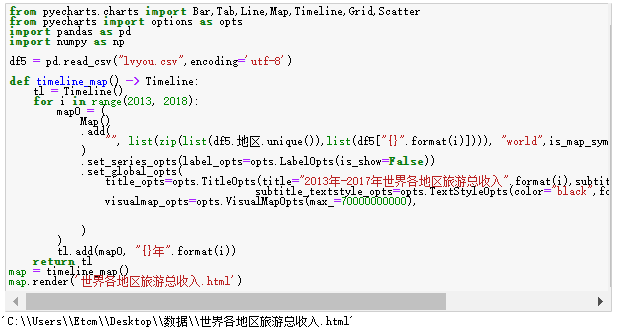 from pyecharts.charts import Bar,Tab,Line,Map,Timeline,Grid,Scatter
from pyecharts import options as opts
import pandas as pd
import numpy as np
df5 = pd.read_csv("lvyou.csv",encoding='utf-8')
def timeline_map() -> Timeline:
tl = Timeline()
for i in range(2013, 2018):
map0 = (
Map()
.add(
"", list(zip(list(df5.地区.unique()),list(df5["{}".format(i)]))), "world",is_map_sym
)
.set_series_opts(label_opts=opts.LabelOpts(is_show=False))
.set_global_opts(
title_opts=opts.TitleOpts(title="2013年-2017年世界各地区旅游总收入".format(i),subtit
subtitle_textstyle_opts=opts.TextStyleOpts(color="black",fo
visualmap_opts=opts.VisualMapOpts(max_=70000000000),
)
)
tl.add(map0, "{}年".format(i))
return tl
map = timeline_map()
map.render('世界各地区旅游总收入.html')
'C:\\Users\\Etcm\\Desktop\\数据\\世界各地区旅游总收入.html'